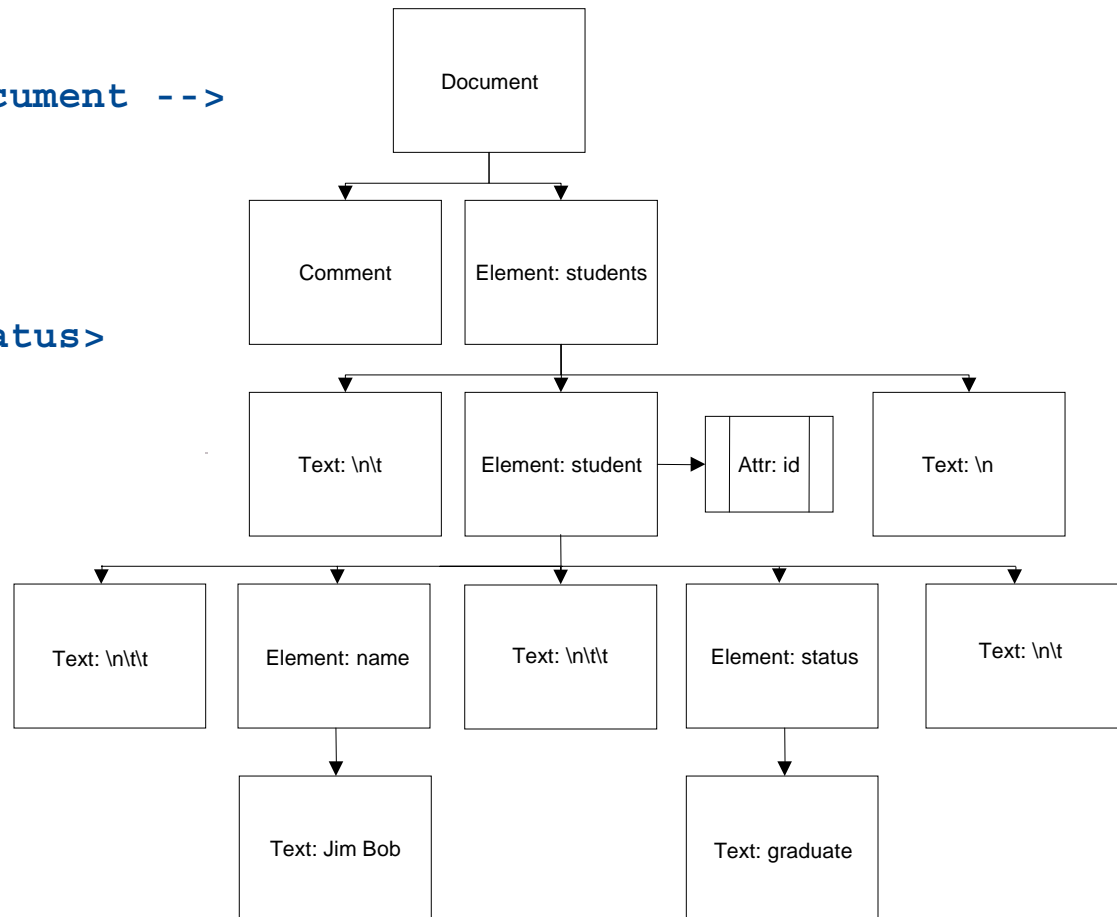 Document
cument -->
Comment
Element: students
atus>
Text: \n\t
Element: student
Attr: id
Text: \n
Text: \n\t\t
Element: name
Text: \n\t\t
Element: status
Text: \n\t
Text: Jim Bob
Text: graduate